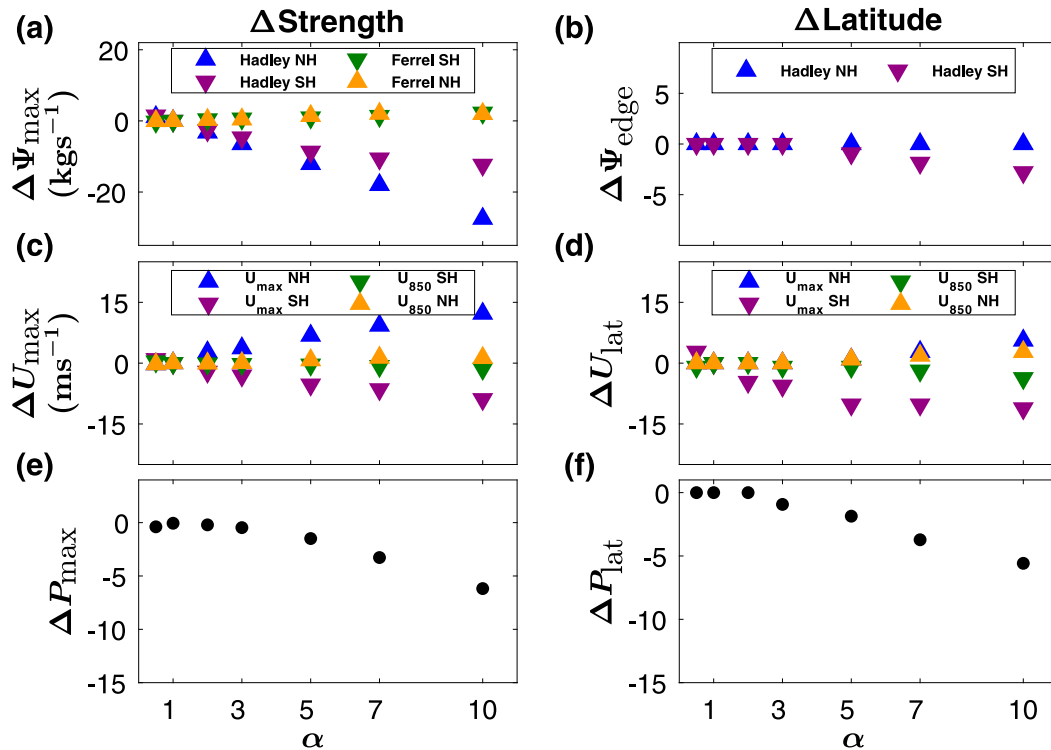 (a) ΔStrength
20
0
-20
ΔΨmax
(kgs−1)
Hadley NH
Hadley SH
Ferrel SH
Ferrel NH
(b) ΔLatitude
5
0
-5
ΔΨedge
Hadley NH Hadley SH
(c)
15
0
-15
ΔUmax
(ms−1)
Umax NH
Umax SH
U850 SH
U850 NH
(d)
15
0
-15
ΔUlat
Umax NH
Umax SH
U850 SH
U850 NH
(e)
0
-5
-10
-15
ΔPmax
1 3 5 7 10
α
(f)
0
-5
-10
-15
ΔPlat
1 3 5 7 10
α